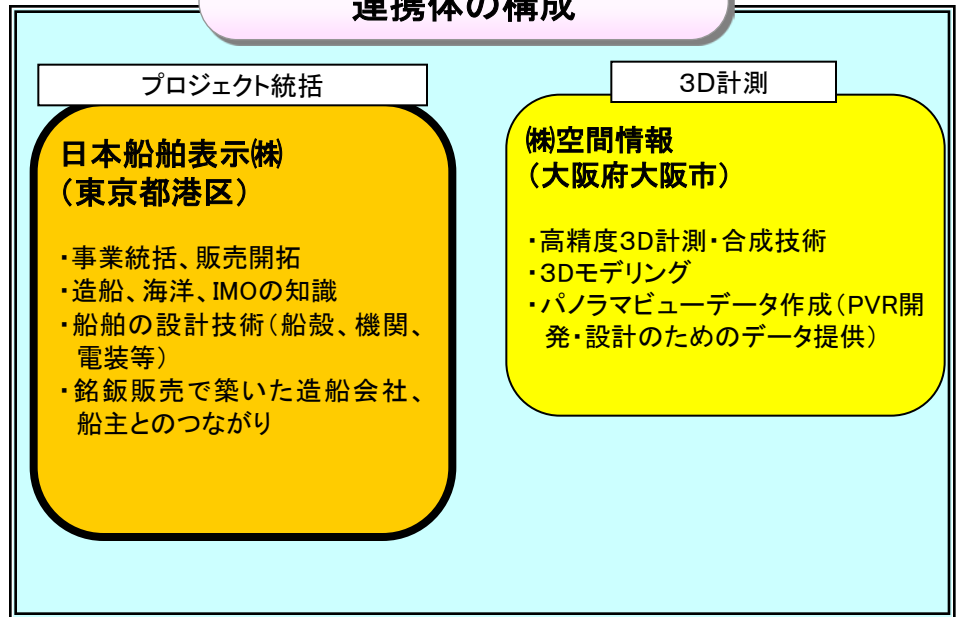 連携体の構成
プロジェクト統括
日本船舶表示㈱
（東京都港区）
・事業統括、販売開拓
・造船、海洋、IMOの知識
・船舶の設計技術（船殻、機関、
電装等）
・銘鈑販売で築いた造船会社、
船主とのつながり
3D計測
㈱空間情報
（大阪府大阪市）
・高精度3D計測・合成技術
・3Dモデリング
・パノラマビューデータ作成（PVR開
発・設計のためのデータ提供）